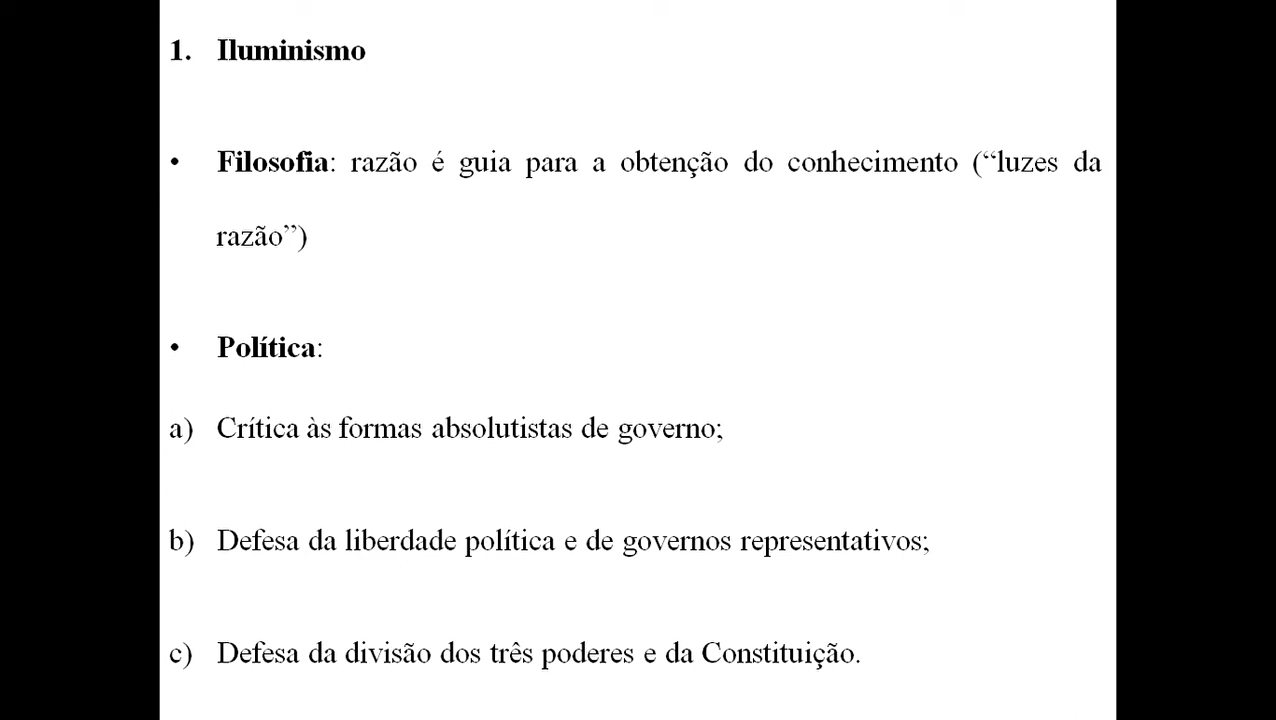 1. Iluminismo
• Filosofia: razão é guia para a obtenção do conhecimento (“luzes da
razão”)
• Política:
a) Crítica às formas absolutistas de governo;
b) Defesa da liberdade política e de governos representativos;
c) Defesa da divisão dos três poderes e da Constituição.